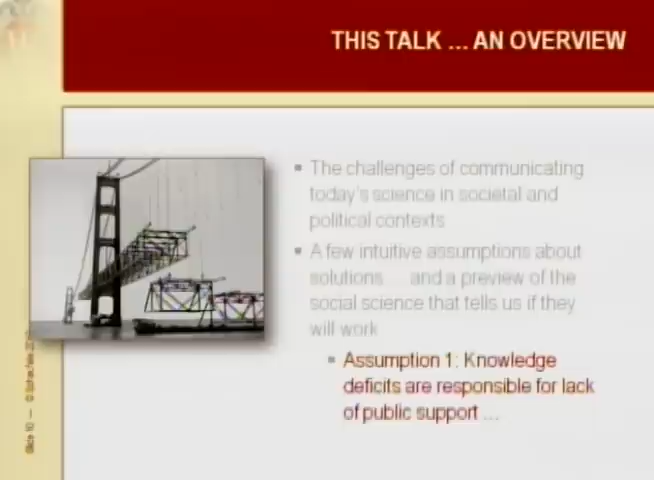 THIS TALK ... AN OVERVIEW
The challenges of communicating
today's science in societal and
political contexts
A few intuitive assumptions about
solutions ... and a preview of the
social science that tells us if they
will work
Assumption 1: Knowledge
deficits are responsible for lack
of public support ...